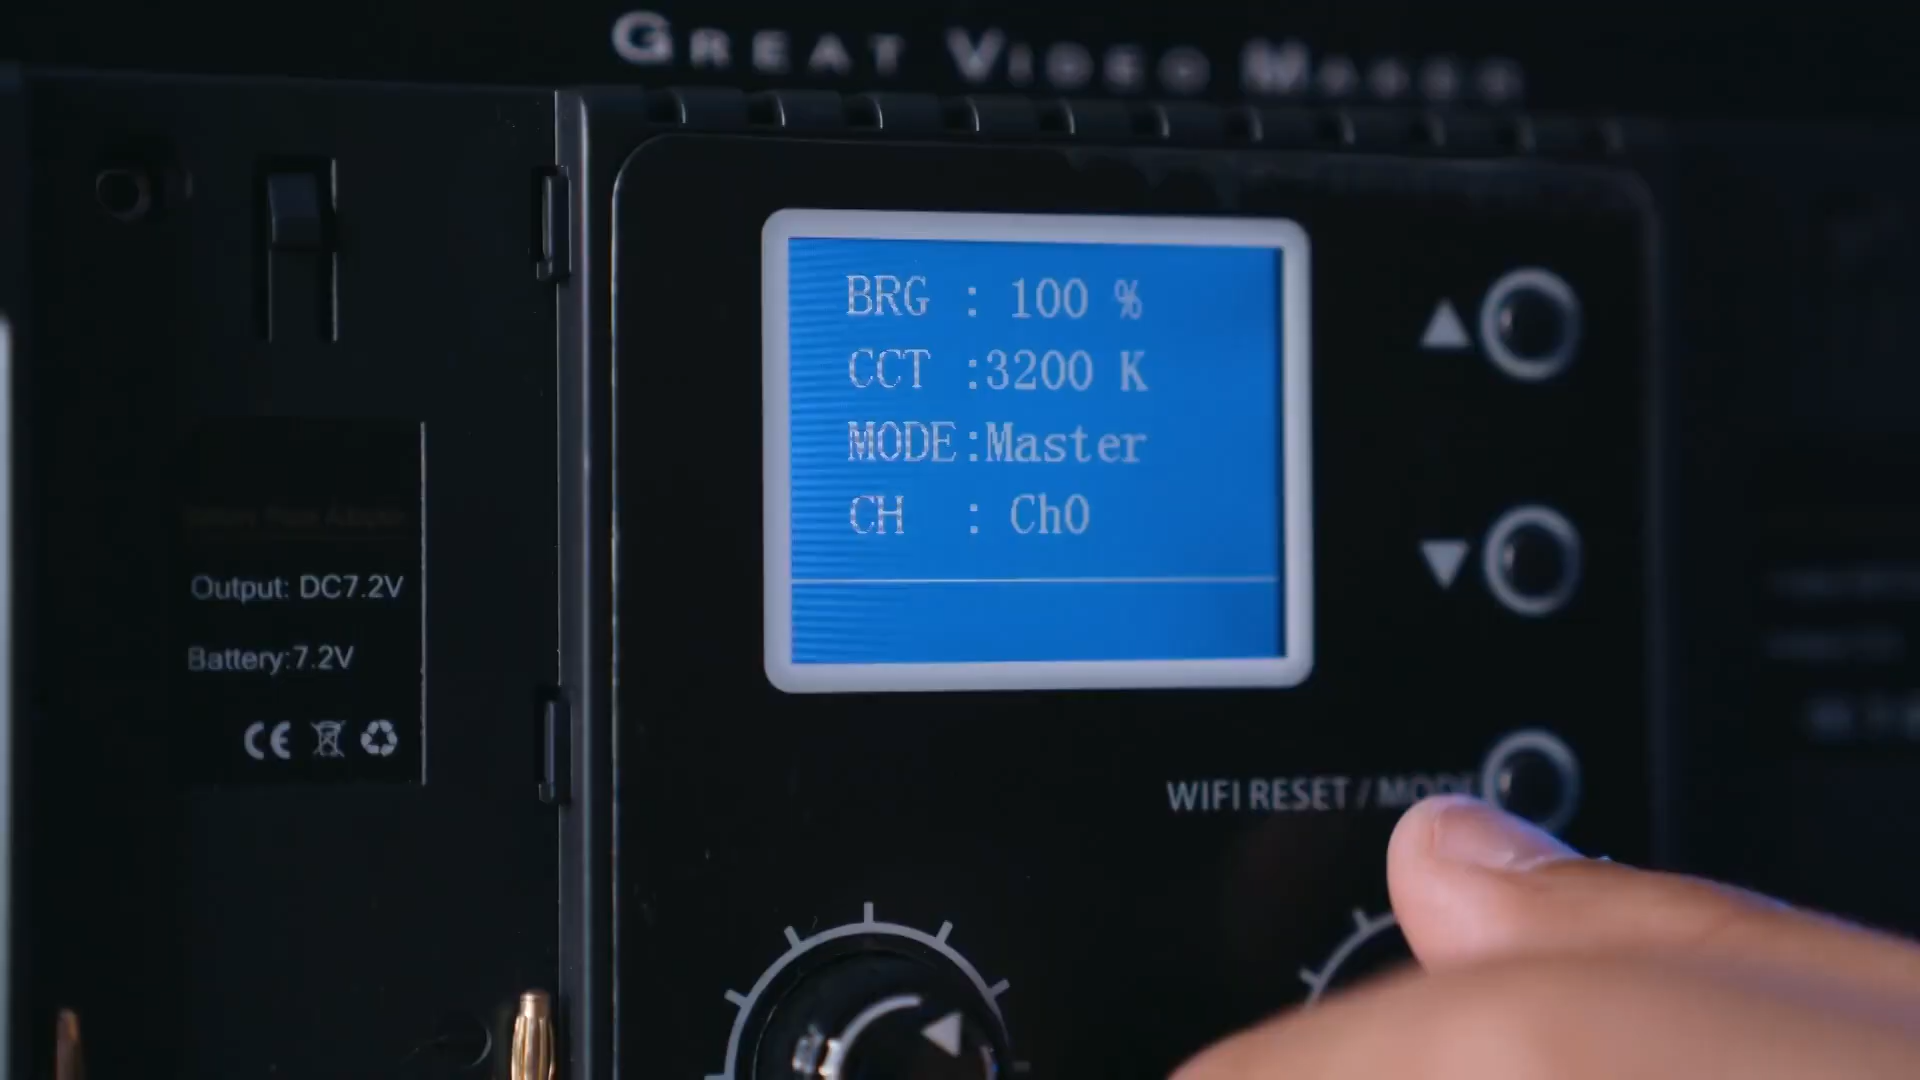 GREAT VIDEO MAKER
BRG : 100 %
CCT :3200 K
MODE:Master
CH : Ch0
Output: DC7.2V
Battery:7.2V
CE
WIFI RESET / MODE